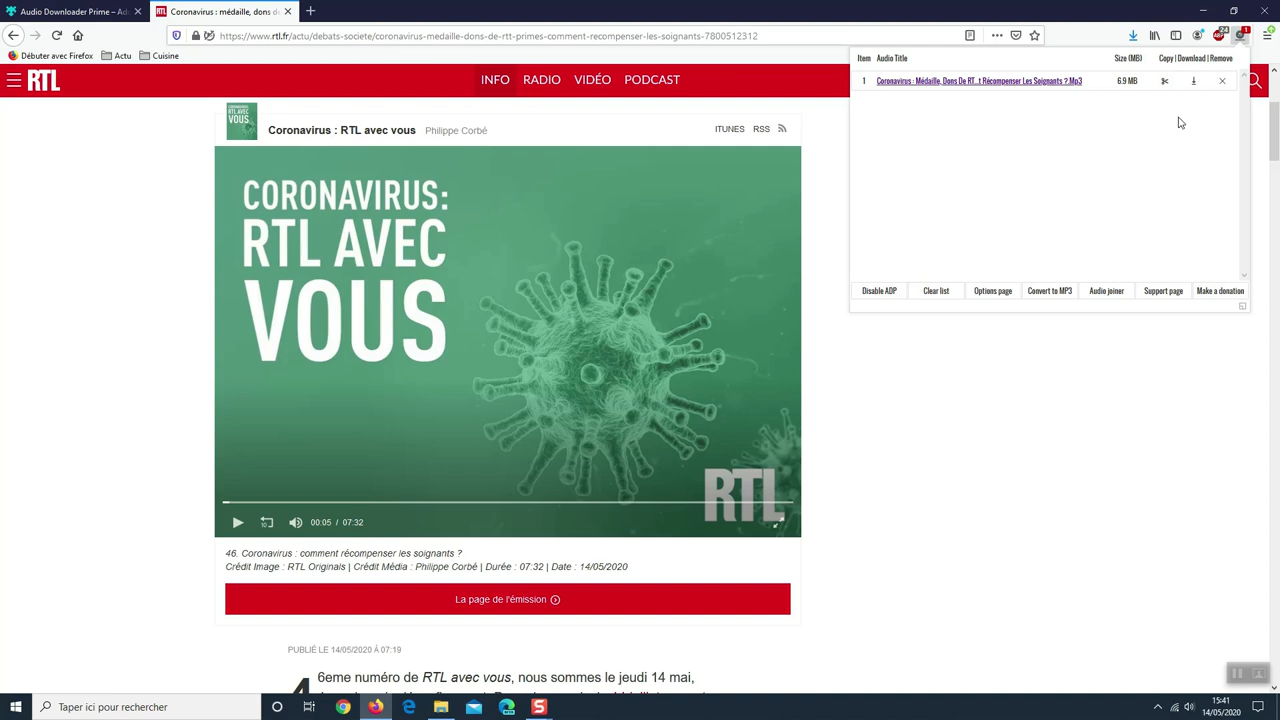 Audio Downloader Prime – Ad
Coronavirus : médaille, dons de
https://www.rtl.fr/actu/debats-societe/coronavirus-medaille-dons-de-rtt-primes-comment-recompenser-les-soignants-7800512312
ABP
24
1
Débuter avec Firefox
Actu
Cuisine
RTL
INFO
RADIO
VIDÉO
PODCAST
Item
Audio Title
Size (MB)
Copy | Download | Remove
1
Coronavirus : Médaille, Dons De RT...t Récompenser Les Soignants ?.Mp3
6.9 MB
Disable ADP
Clear list
Options page
Convert to MP3
Audio joiner
Support page
Make a donation
Coronavirus : RTL avec vous
Philippe Corbé
ITUNES
RSS
CORONAVIRUS:
RTL AVEC
VOUS
RTL
10
00:05 / 07:32
46. Coronavirus : comment récompenser les soignants ?
Crédit Image : RTL Originals | Crédit Média : Philippe Corbé | Durée : 07:32 | Date : 14/05/2020
La page de l'émission
PUBLIÉ LE 14/05/2020 À 07:19
6eme numéro de RTL avec vous, nous sommes le jeudi 14 mai,
Taper ici pour rechercher
15:41
14/05/2020